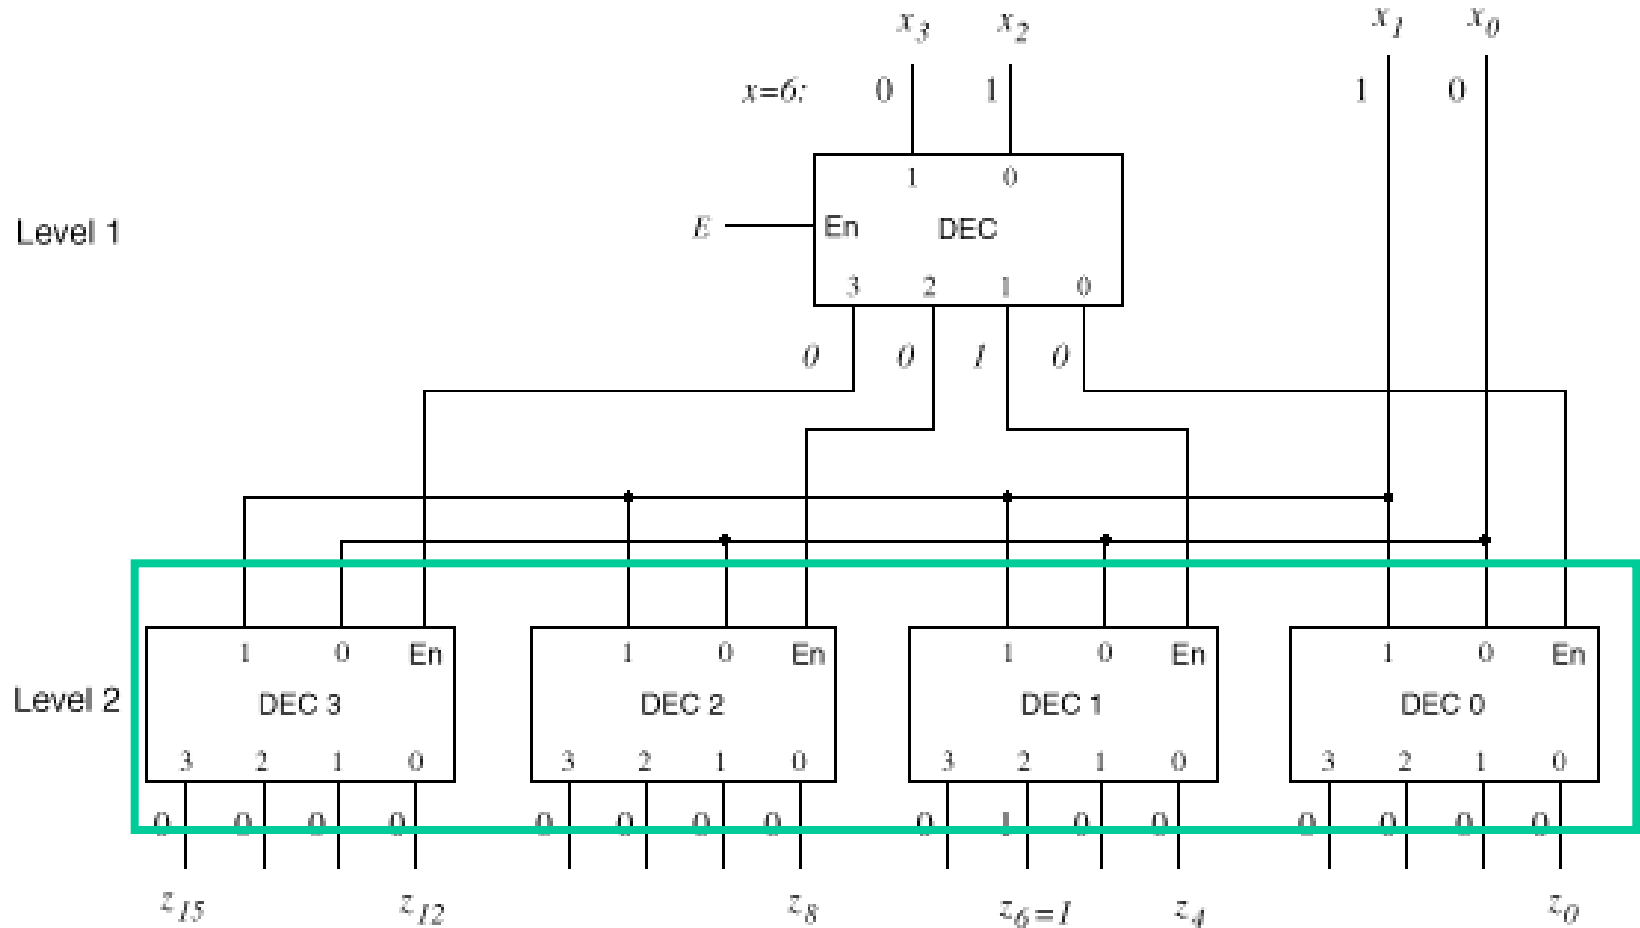 x3 x2 x1 x0
x=6: 0 1 1 0
1 0
Level 1 E En DEC
3 2 1 0
0 0 1 0
1 0 En 1 0 En 1 0 En 1 0 En
Level 2 DEC 3 DEC 2 DEC 1 DEC 0
3 2 1 0 3 2 1 0 3 2 1 0 3 2 1 0
0 0 0 0 0 0 0 0 0 1 0 0 0 0 0 0
z15 z12 z8 z6=1 z4 z0